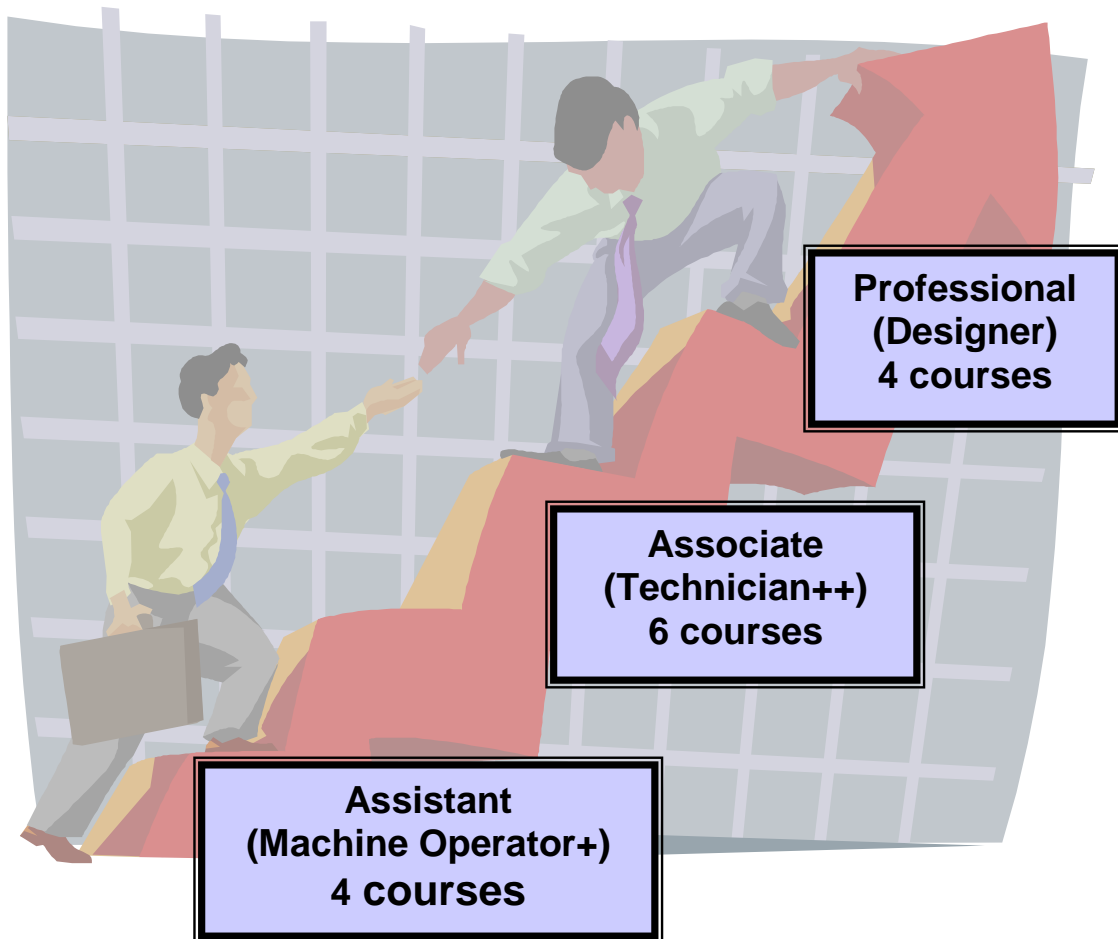 Professional
(Designer)
4 courses
Associate
(Technician++)
6 courses
Assistant
(Machine Operator+)
4 courses